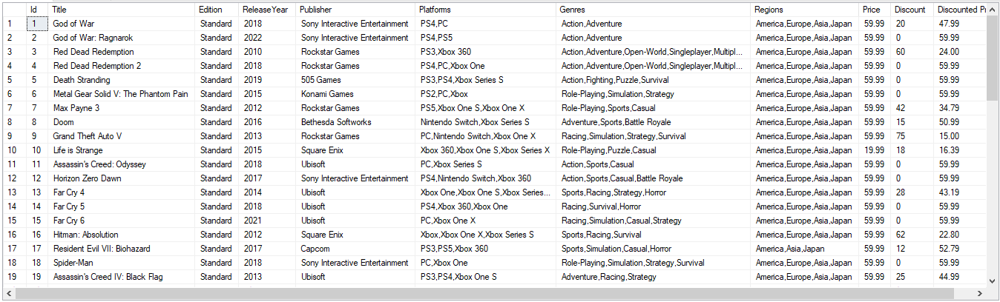 Id Title Edition ReleaseYear Publisher Platforms Genres Regions Price Discount Discounted Pr
1 1 God of War Standard 2018 Sony Interactive Entertainment PS4,PC Action,Adventure America,Europe,Asia,Japan 59.99 20 47.99
2 2 God of War: Ragnarok Standard 2022 Sony Interactive Entertainment PS4,PS5 Action,Adventure America,Europe,Asia,Japan 59.99 0 59.99
3 3 Red Dead Redemption Standard 2010 Rockstar Games PS3,Xbox 360 Action,Adventure,Open-World,Singleplayer,Multipl... America,Europe,Asia,Japan 59.99 60 24.00
4 4 Red Dead Redemption 2 Standard 2018 Rockstar Games PS4,PC,Xbox One Action,Adventure,Open-World,Singleplayer,Multipl... America,Europe,Asia,Japan 59.99 0 59.99
5 5 Death Stranding Standard 2019 505 Games PS3,PS4,Xbox Series S Action,Fighting,Puzzle,Survival America,Europe,Asia,Japan 59.99 0 59.99
6 6 Metal Gear Solid V: The Phantom Pain Standard 2015 Konami Games PS2,PC,Xbox Role-Playing,Simulation,Strategy America,Europe,Asia,Japan 59.99 0 59.99
7 7 Max Payne 3 Standard 2012 Rockstar Games PS5,Xbox One S,Xbox One X Role-Playing,Sports,Casual America,Europe,Asia,Japan 59.99 42 34.79
8 8 Doom Standard 2016 Bethesda Softworks Nintendo Switch,Xbox Series S Adventure,Sports,Battle Royale America,Europe,Asia,Japan 59.99 15 50.99
9 9 Grand Theft Auto V Standard 2013 Rockstar Games PC,Nintendo Switch,Xbox One X Racing,Simulation,Strategy,Survival America,Europe,Asia,Japan 59.99 75 15.00
10 10 Life is Strange Standard 2015 Square Enix Xbox 360,Xbox One S,Xbox Series X Role-Playing,Puzzle,Casual America,Europe,Asia,Japan 19.99 18 16.39
11 11 Assassin's Creed: Odyssey Standard 2018 Ubisoft PC,Xbox Series S Action,Sports,Casual America,Europe,Asia,Japan 59.99 0 59.99
12 12 Horizon Zero Dawn Standard 2017 Sony Interactive Entertainment PS4,Nintendo Switch,Xbox 360 Action,Sports,Casual,Battle Royale America,Europe,Asia,Japan 59.99 0 59.99
13 13 Far Cry 4 Standard 2014 Ubisoft Xbox One,Xbox One S,Xbox Series... Sports,Racing,Strategy,Horror America,Europe,Asia,Japan 59.99 28 43.19
14 14 Far Cry 5 Standard 2018 Ubisoft PS4,Xbox 360,Xbox One Racing,Survival,Horror America,Europe,Asia,Japan 59.99 0 59.99
15 15 Far Cry 6 Standard 2021 Ubisoft PC,Xbox One X Racing,Simulation,Casual,Strategy America,Europe,Asia,Japan 59.99 0 59.99
16 16 Hitman: Absolution Standard 2012 Square Enix Xbox,Xbox One X,Xbox Series S Sports,Racing,Survival America,Europe,Asia,Japan 59.99 62 22.80
17 17 Resident Evil VII: Biohazard Standard 2017 Capcom PS3,PS5,Xbox 360 Sports,Simulation,Casual,Horror America,Asia,Japan 59.99 12 52.79
18 18 Spider-Man Standard 2018 Sony Interactive Entertainment PC,Xbox One Role-Playing,Simulation,Strategy,Survival America,Europe,Asia,Japan 59.99 0 59.99
19 19 Assassin's Creed IV: Black Flag Standard 2013 Ubisoft PS3,PS4,Xbox One S Adventure,Racing,Strategy America,Europe,Asia,Japan 59.99 25 44.99